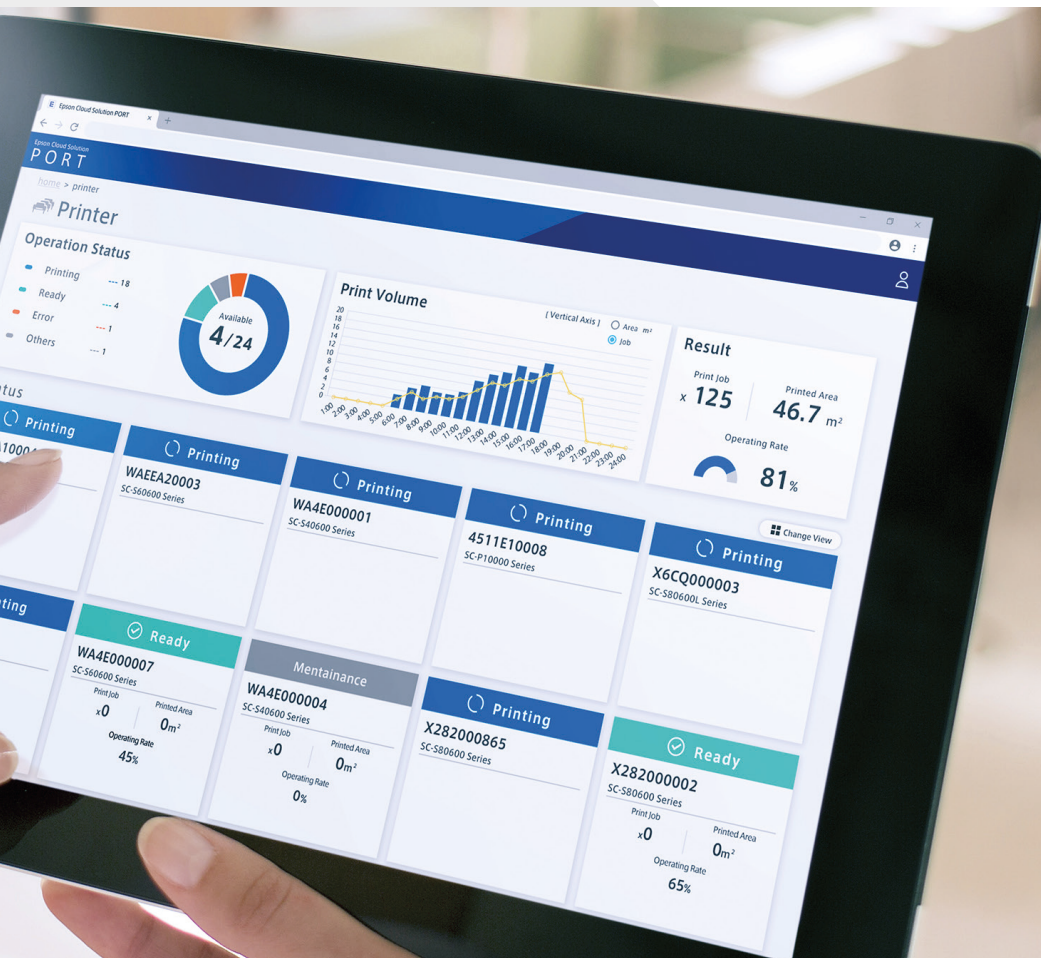 E Epson Cloud Solution PORT × +
Epson Cloud Solution
PORT
home > printer
Printer
Operation Status
Printing --- 18
Ready --- 4
Error --- 1
Others --- 1
Available
4/24
Print Volume
[ Vertical Axis ] Area m²
Job
20
18
16
14
12
10
8
6
4
2
0
1:00 2:00 3:00 4:00 5:00 6:00 7:00 8:00 9:00 10:00 11:00 12:00 13:00 14:00 15:00 16:00 17:00 18:00 19:00 20:00 21:00 22:00 23:00 24:00
Result
Print Job
x 125
Printed Area
46.7 m²
Operating Rate
81%
Change View
Printing
Printing
WAEEA20003
SC-S60600 Series
Printing
WA4E000001
SC-S40600 Series
Printing
4511E10008
SC-P10000 Series
Printing
X6CQ000003
SC-S80600L Series
Ready
WA4E000007
SC-S60600 Series
Print Job
x0
Printed Area
0m²
Operating Rate
45%
Mentainance
WA4E000004
SC-S40600 Series
Print Job
x0
Printed Area
0m²
Operating Rate
0%
Printing
X282000865
SC-S80600 Series
Ready
X282000002
SC-S80600 Series
Print Job
x0
Printed Area
0m²
Operating Rate
65%